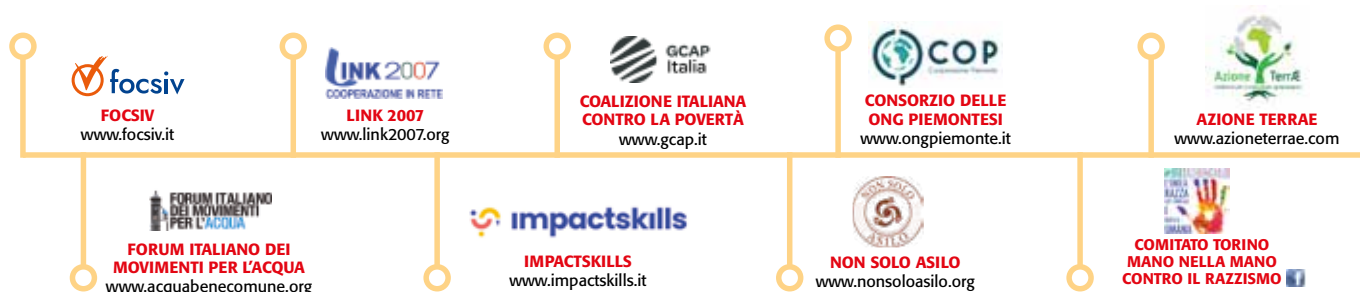 focsiv
FOCSIV
www.focsiv.it
LINK 2007
COOPERAZIONE IN RETE
LINK 2007
www.link2007.org
GCAP
Italia
COALIZIONE ITALIANA
CONTRO LA POVERTÀ
www.gcap.it
COP
CONSORZIO DELLE
ONG PIEMONTESI
www.ongpiemonte.it
Azione TerrÆ
AZIONE TERRAE
www.azioneterrae.com
FORUM ITALIANO
DEI MOVIMENTI
PER L'ACQUA
FORUM ITALIANO DEI
MOVIMENTI PER L'ACQUA
www.acquabenecomune.org
impactskills
IMPACTSKILLS
www.impactskills.it
NON SOLO
ASILO
NON SOLO ASILO
www.nonsoloasilo.org
RAZZA
UMANA
COMITATO TORINO
MANO NELLA MANO
CONTRO IL RAZZISMO f